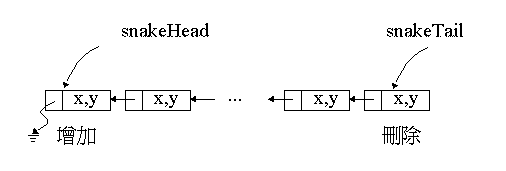 snakeHead snakeTail
x,y x,y ... x,y x,y
增加 刪除